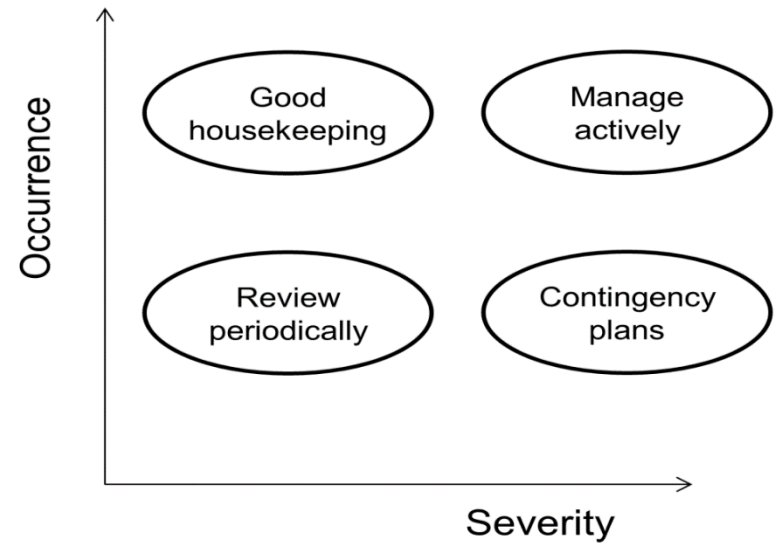 Occurrence
Good
housekeeping
Manage
actively
Review
periodically
Contingency
plans
Severity